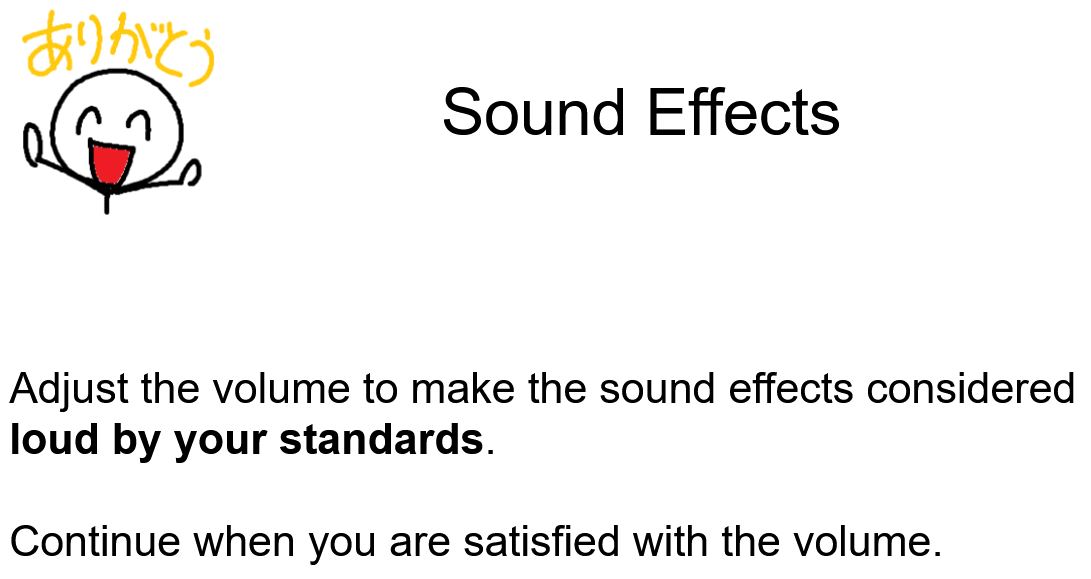 ありがとう
Sound Effects
Adjust the volume to make the sound effects considered
loud by your standards.
Continue when you are satisfied with the volume.